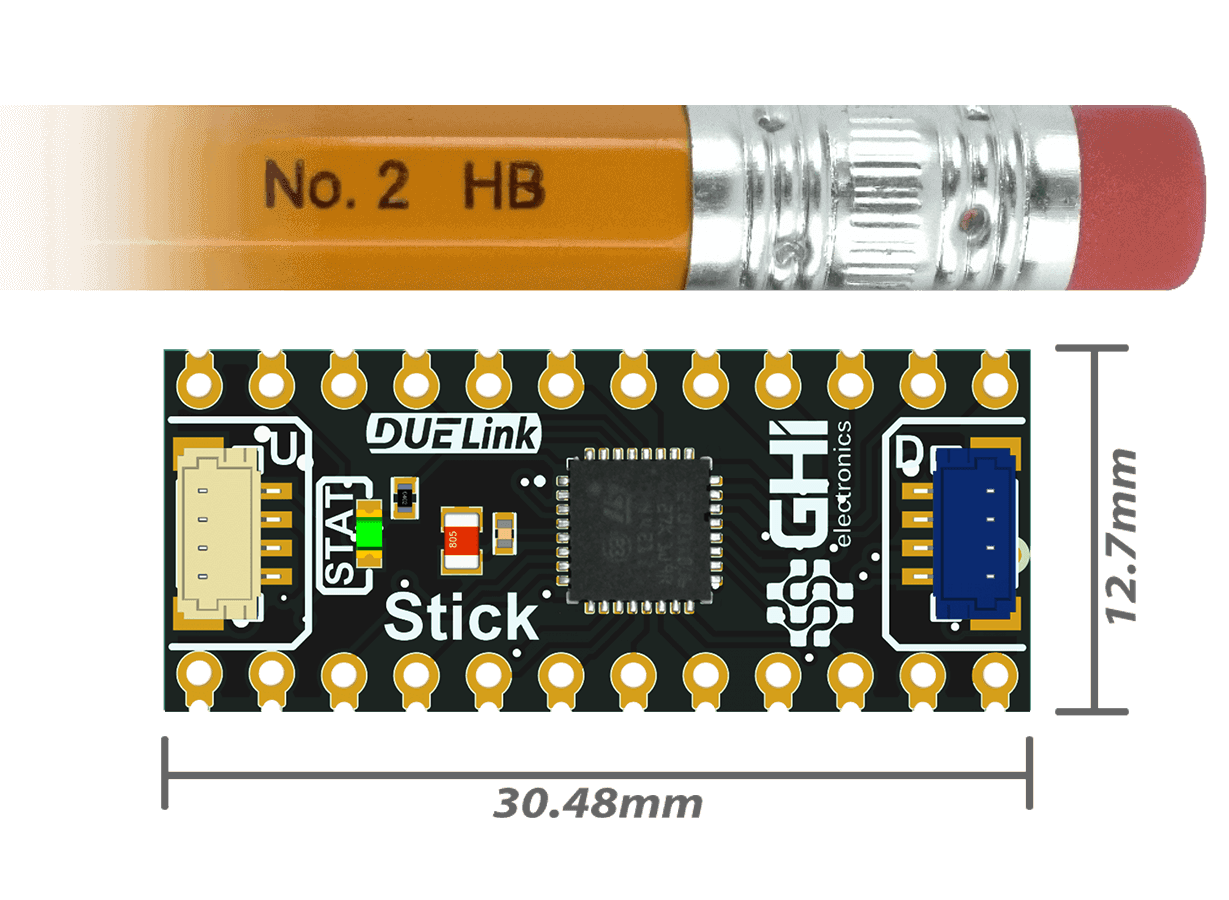 No. 2 HB
DUELink
U
STAT
805
Stick
GHI
electronics
D
12.7mm
30.48mm